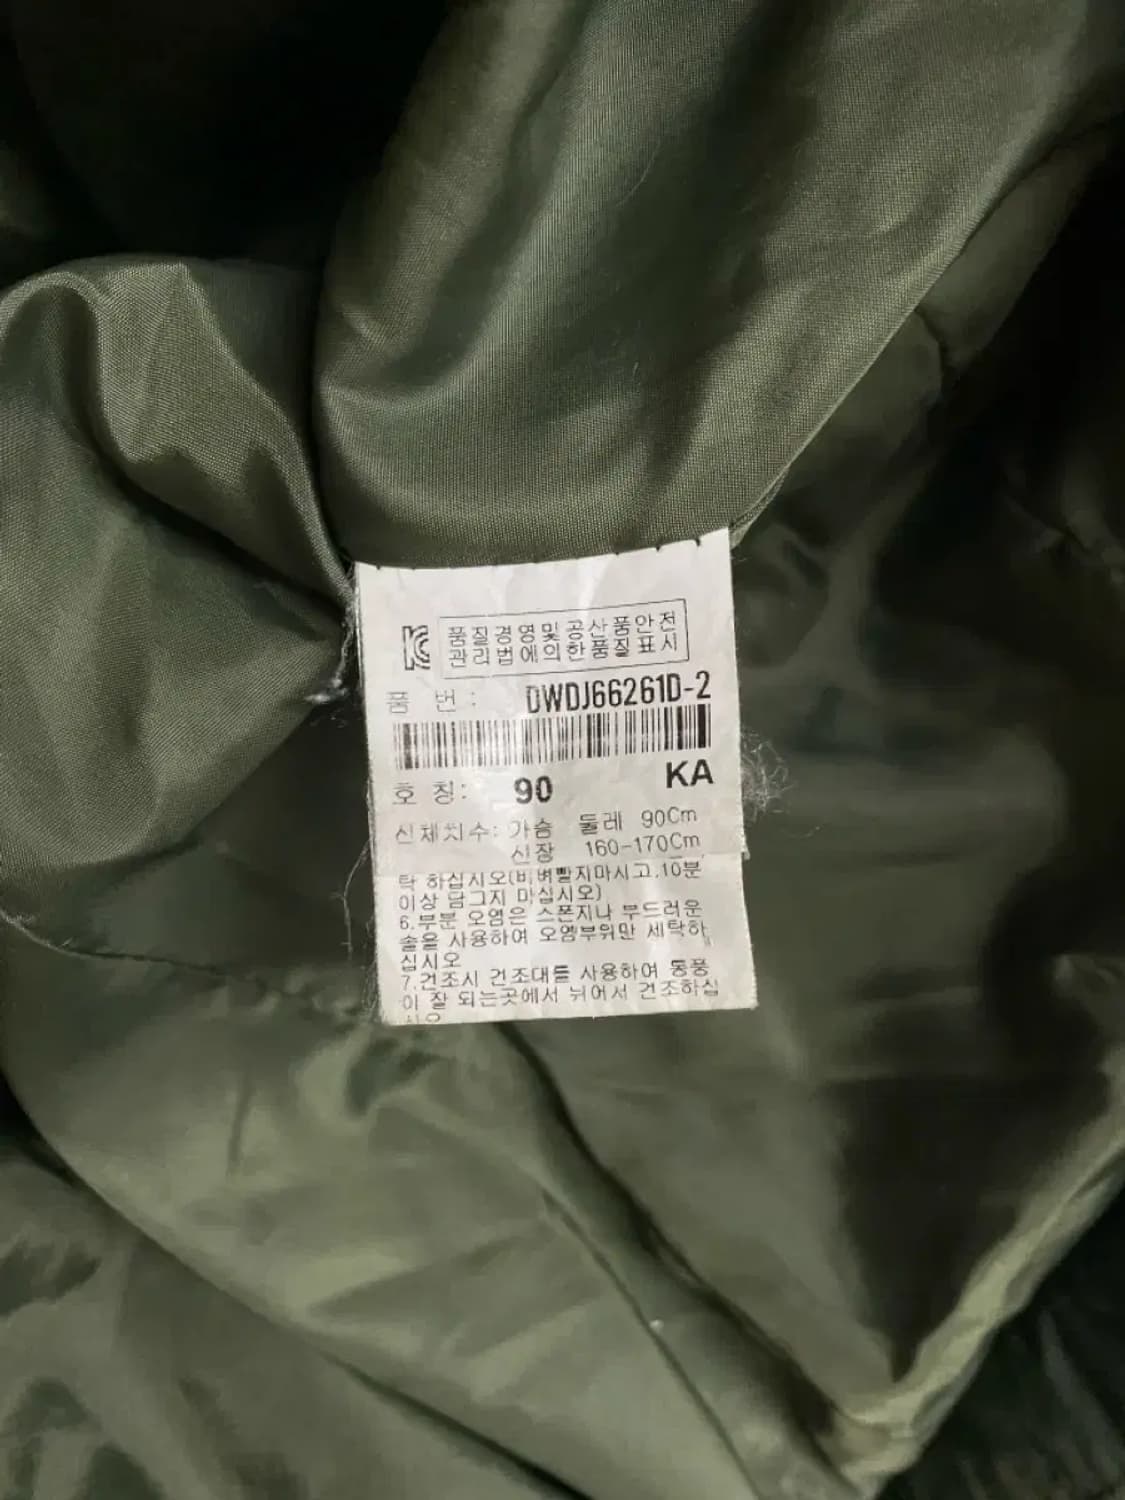 품질경영및공산품안전
관리법에의한품질표시
품 번 : DWDJ66261D-2
KA
호 칭: 90
신체치수: 가슴 둘레 90Cm
신장 160-170Cm
탁 하십시오(비벼빨지마시고,10분
이상 담그지 마십시오)
6.부분 오염은 스폰지나 부드러운
솔을 사용하여 오염부위만 세탁하
십시오
7.건조시 건조대를 사용하여 통풍
이 잘 되는곳에서 뉘어서 건조하십
시오